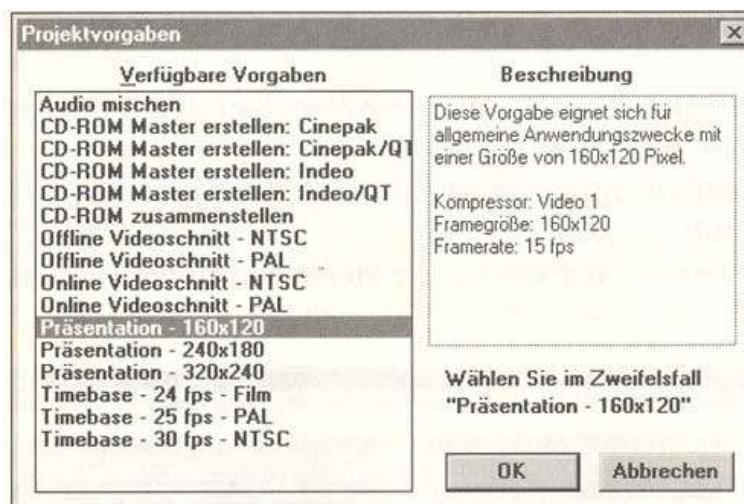 Projektvorgaben
Verfügbare Vorgaben
Audio mischen
CD-ROM Master erstellen: Cinepak
CD-ROM Master erstellen: Cinepak/QT
CD-ROM Master erstellen: Indeo
CD-ROM Master erstellen: Indeo/QT
CD-ROM zusammenstellen
Offline Videoschnitt - NTSC
Offline Videoschnitt - PAL
Online Videoschnitt - NTSC
Online Videoschnitt - PAL
Präsentation - 160x120
Präsentation - 240x180
Präsentation - 320x240
Timebase - 24 fps - Film
Timebase - 25 fps - PAL
Timebase - 30 fps - NTSC
Beschreibung
Diese Vorgabe eignet sich für
allgemeine Anwendungszwecke mit
einer Größe von 160x120 Pixel.
Kompressor: Video 1
Framegröße: 160x120
Framerate: 15 fps
Wählen Sie im Zweifelsfall
"Präsentation - 160x120"
OK
Abbrechen